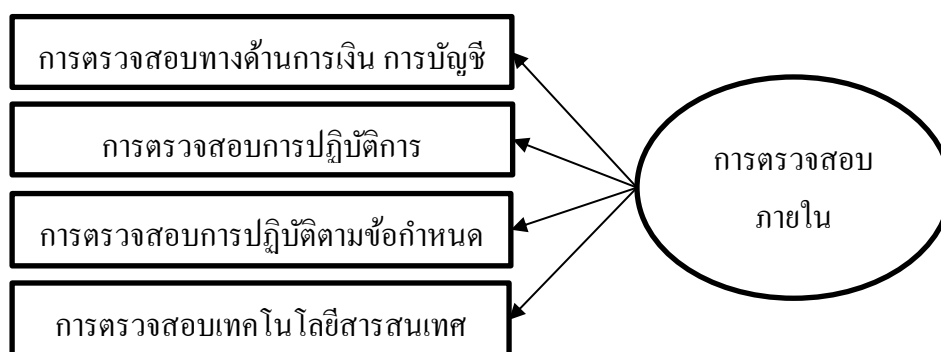 การตรวจสอบทางด้านการเงิน การบัญชี
การตรวจสอบการปฏิบัติการ
การตรวจสอบการปฏิบัติตามข้อกำหนด
การตรวจสอบเทคโนโลยีสารสนเทศ
การตรวจสอบ
ภายใน